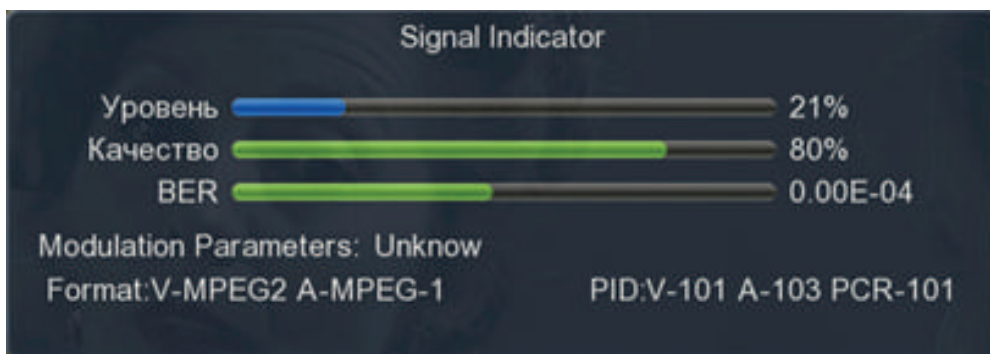 Signal Indicator
Уровень 21%
Качество 80%
BER 0.00E-04
Modulation Parameters: Unknow
Format:V-MPEG2 A-MPEG-1 PID:V-101 A-103 PCR-101